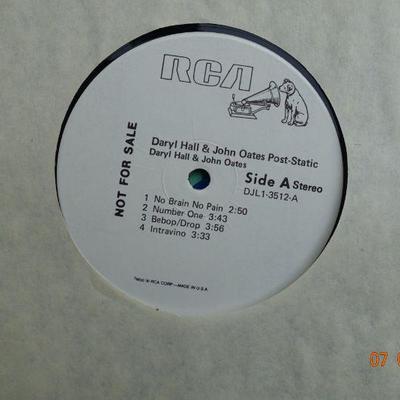 RCA
NOT FOR SALE
Daryl Hall & John Oates Post-Static
Daryl Hall & John Oates
Side A Stereo
DJL1-3512-A
1 No Brain No Pain 2:50
2 Number One 3:43
3 Bebop/Drop 3:56
4 Intravino 3:33
RCA CORP—MADE IN U.S.A.
07